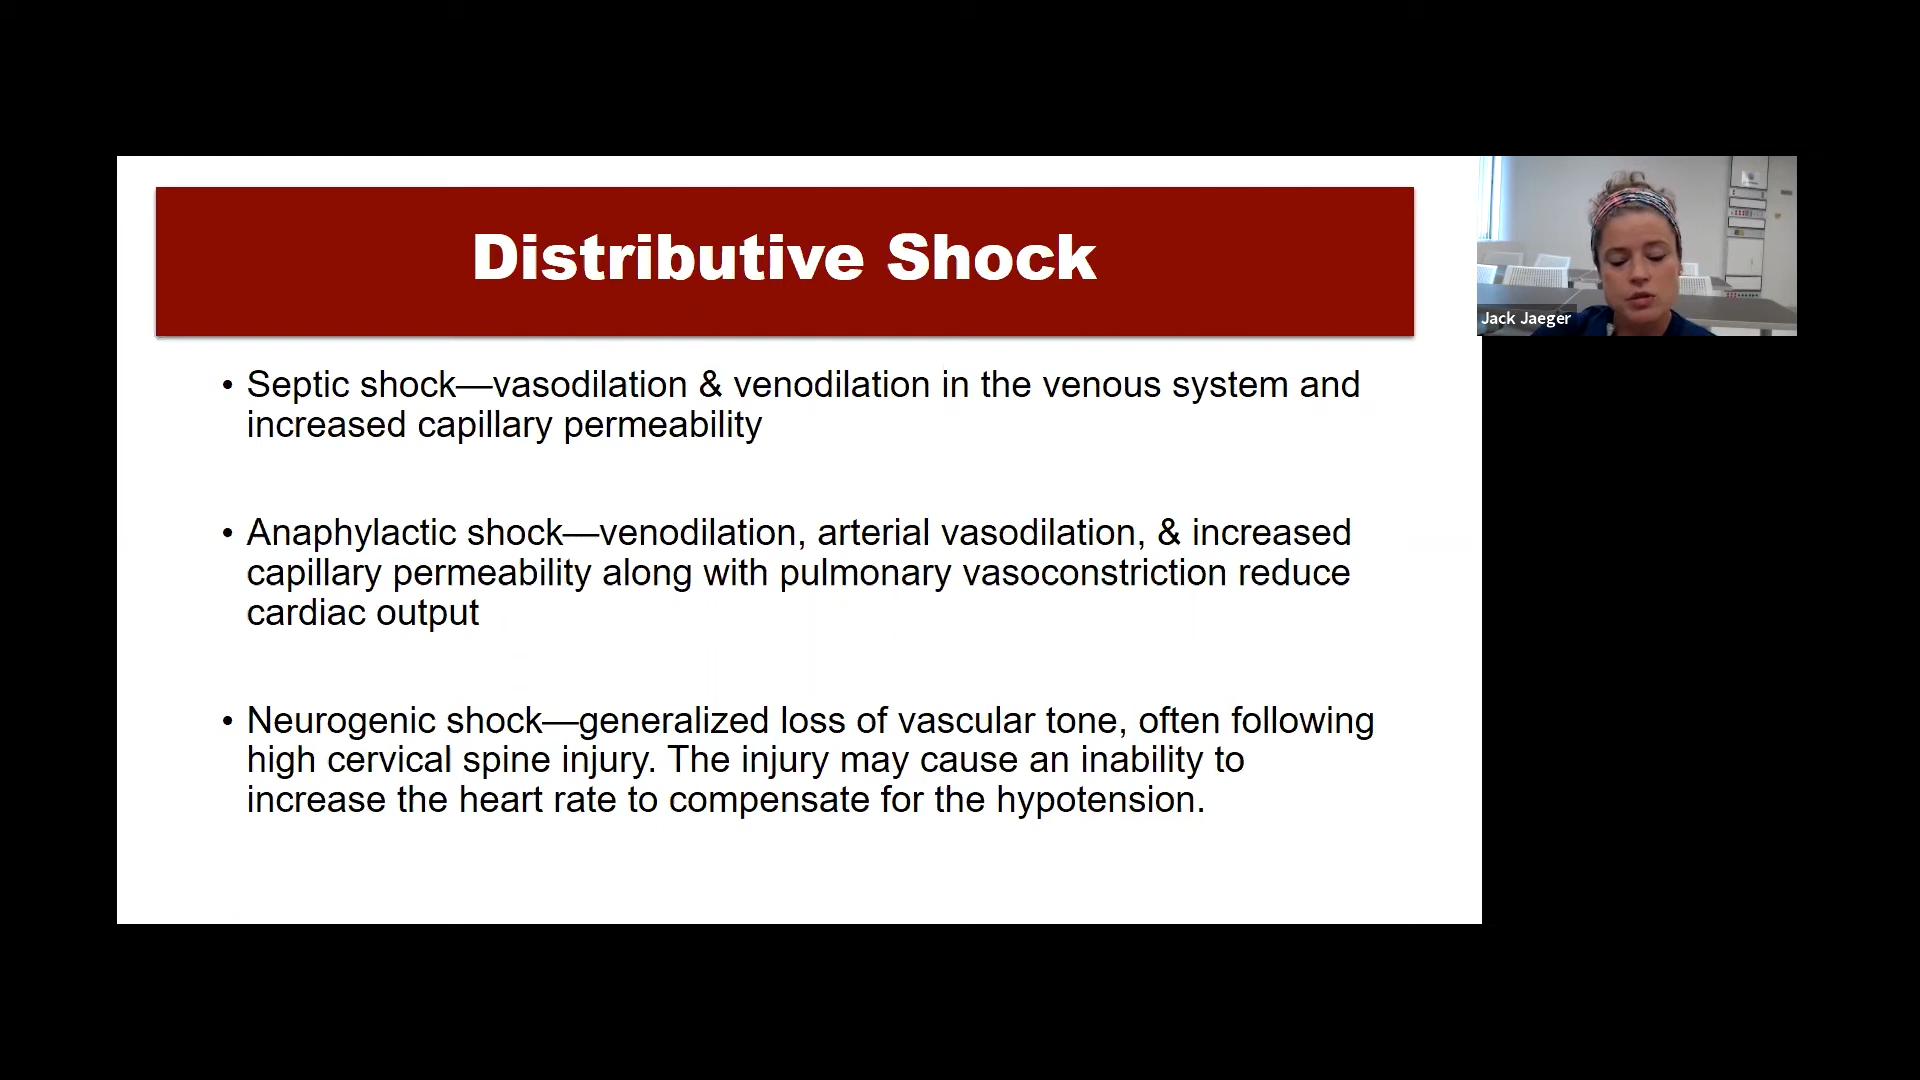 Distributive Shock
• Septic shock—vasodilation & venodilation in the venous system and
increased capillary permeability
• Anaphylactic shock—venodilation, arterial vasodilation, & increased
capillary permeability along with pulmonary vasoconstriction reduce
cardiac output
• Neurogenic shock—generalized loss of vascular tone, often following
high cervical spine injury. The injury may cause an inability to
increase the heart rate to compensate for the hypotension.
Jack Jaeger